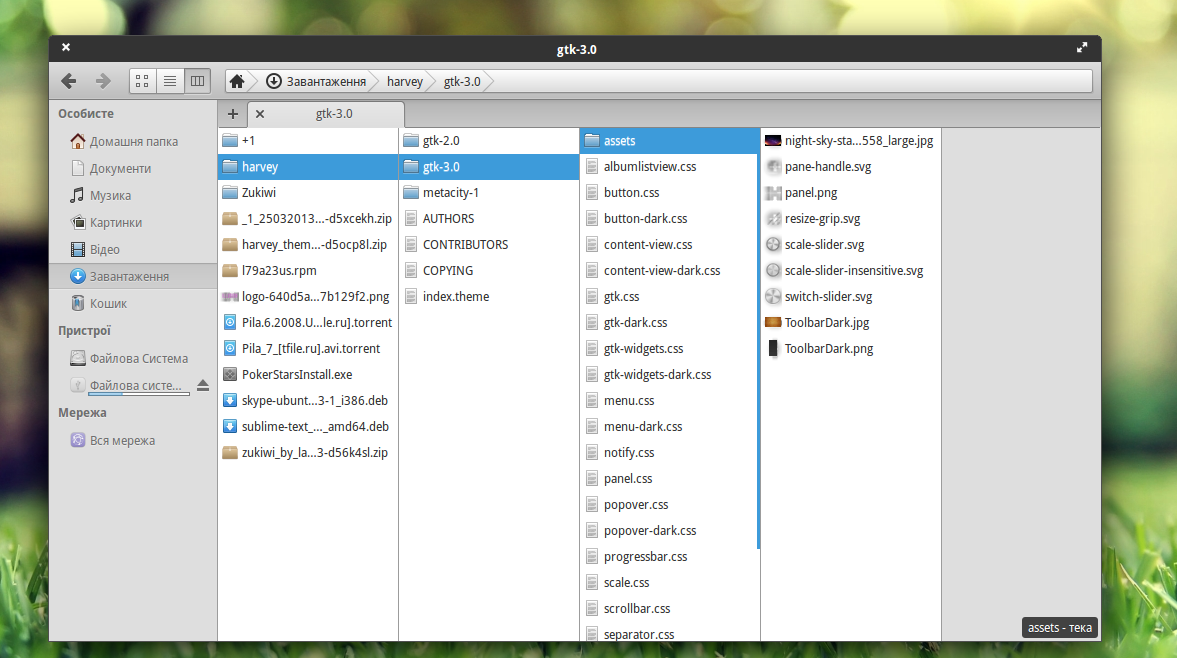 gtk-3.0
Завантаження
harvey
gtk-3.0
Особисте
Домашня папка
Документи
Музика
Картинки
Відео
Завантаження
Кошик
Пристрої
Файлова Система
Файлова систе...
Мережа
Вся мережа
gtk-3.0
+1
harvey
Zukiwi
_1_25032013...-d5xcekh.zip
harvey_them...-d5ocp8l.zip
l79a23us.rpm
logo-640d5a...7b129f2.png
Pila.6.2008.U...le.ru].torrent
Pila_7_[tfile.ru].avi.torrent
PokerStarsInstall.exe
skype-ubunt...3-1_i386.deb
sublime-text_..._amd64.deb
zukiwi_by_la...3-d56k4sl.zip
gtk-2.0
gtk-3.0
metacity-1
AUTHORS
CONTRIBUTORS
COPYING
index.theme
assets
albumlistview.css
button.css
button-dark.css
content-view.css
content-view-dark.css
gtk.css
gtk-dark.css
gtk-widgets.css
gtk-widgets-dark.css
menu.css
menu-dark.css
notify.css
panel.css
popover.css
popover-dark.css
progressbar.css
scale.css
scrollbar.css
separator.css
night-sky-sta...558_large.jpg
pane-handle.svg
panel.png
resize-grip.svg
scale-slider.svg
scale-slider-insensitive.svg
switch-slider.svg
ToolbarDark.jpg
ToolbarDark.png
assets - тека